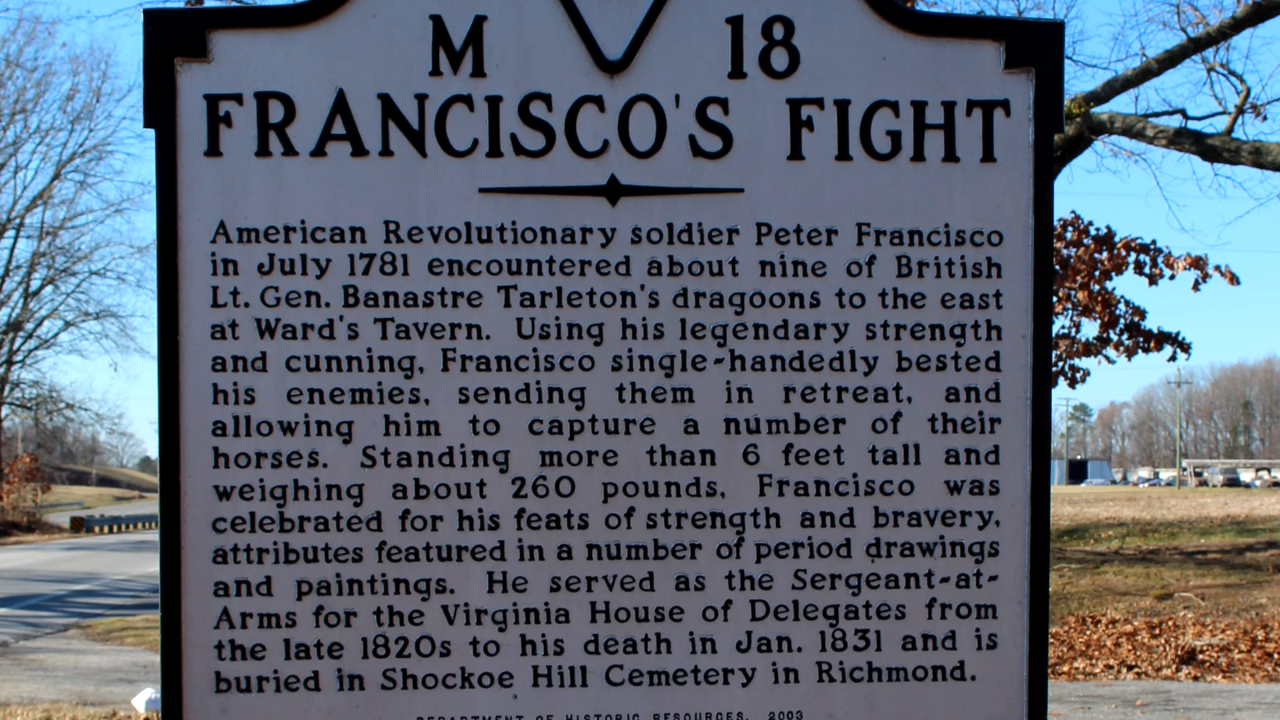 M 18
FRANCISCO'S FIGHT
American Revolutionary soldier Peter Francisco
in July 1781 encountered about nine of British
Lt. Gen. Banastre Tarleton's dragoons to the east
at Ward's Tavern. Using his legendary strength
and cunning, Francisco single-handedly bested
his enemies, sending them in retreat, and
allowing him to capture a number of their
horses. Standing more than 6 feet tall and
weighing about 260 pounds, Francisco was
celebrated for his feats of strength and bravery,
attributes featured in a number of period drawings
and paintings. He served as the Sergeant-at-
Arms for the Virginia House of Delegates from
the late 1820s to his death in Jan. 1831 and is
buried in Shockoe Hill Cemetery in Richmond.
DEPARTMENT OF HISTORIC RESOURCES, 2003